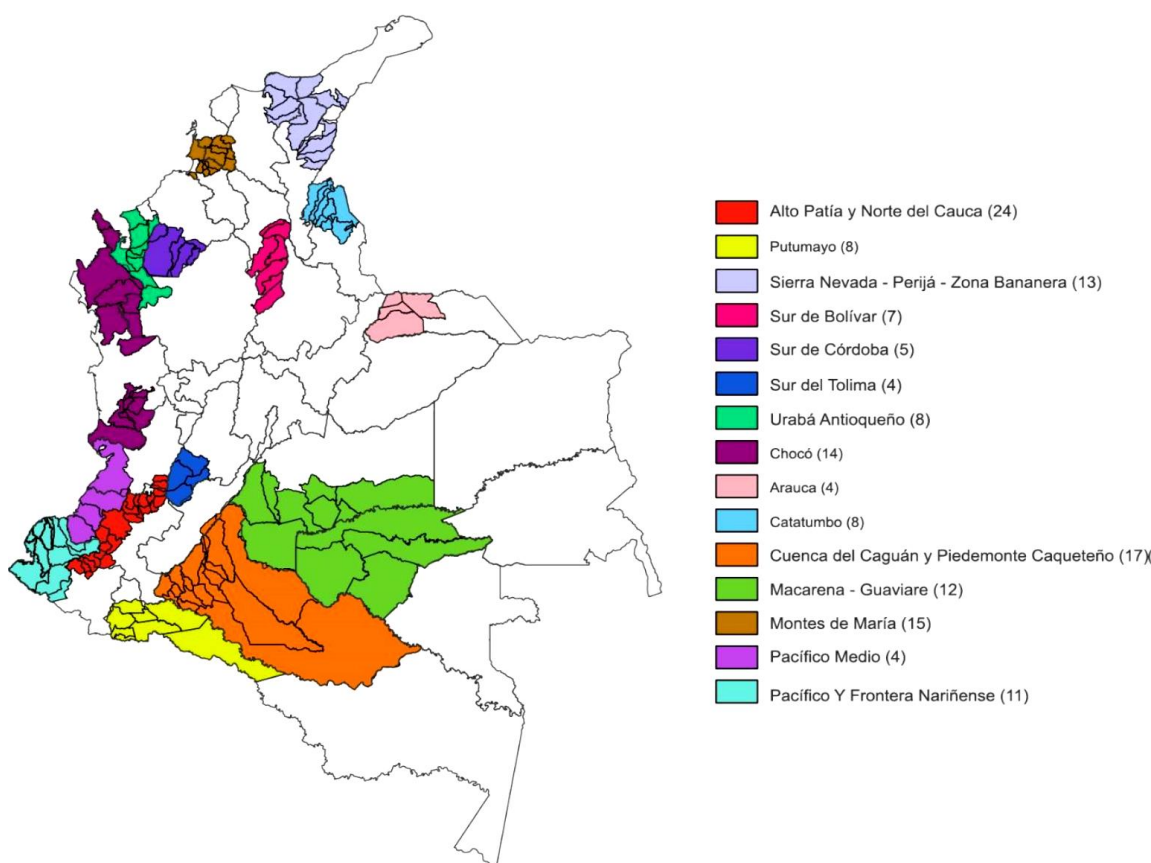 Alto Patía y Norte del Cauca (24)
Putumayo (8)
Sierra Nevada - Perijá - Zona Bananera (13)
Sur de Bolívar (7)
Sur de Córdoba (5)
Sur del Tolima (4)
Urabá Antioqueño (8)
Chocó (14)
Arauca (4)
Catatumbo (8)
Cuenca del Caguán y Piedemonte Caqueteño (17)(
Macarena - Guaviare (12)
Montes de María (15)
Pacífico Medio (4)
Pacífico Y Frontera Nariñense (11)